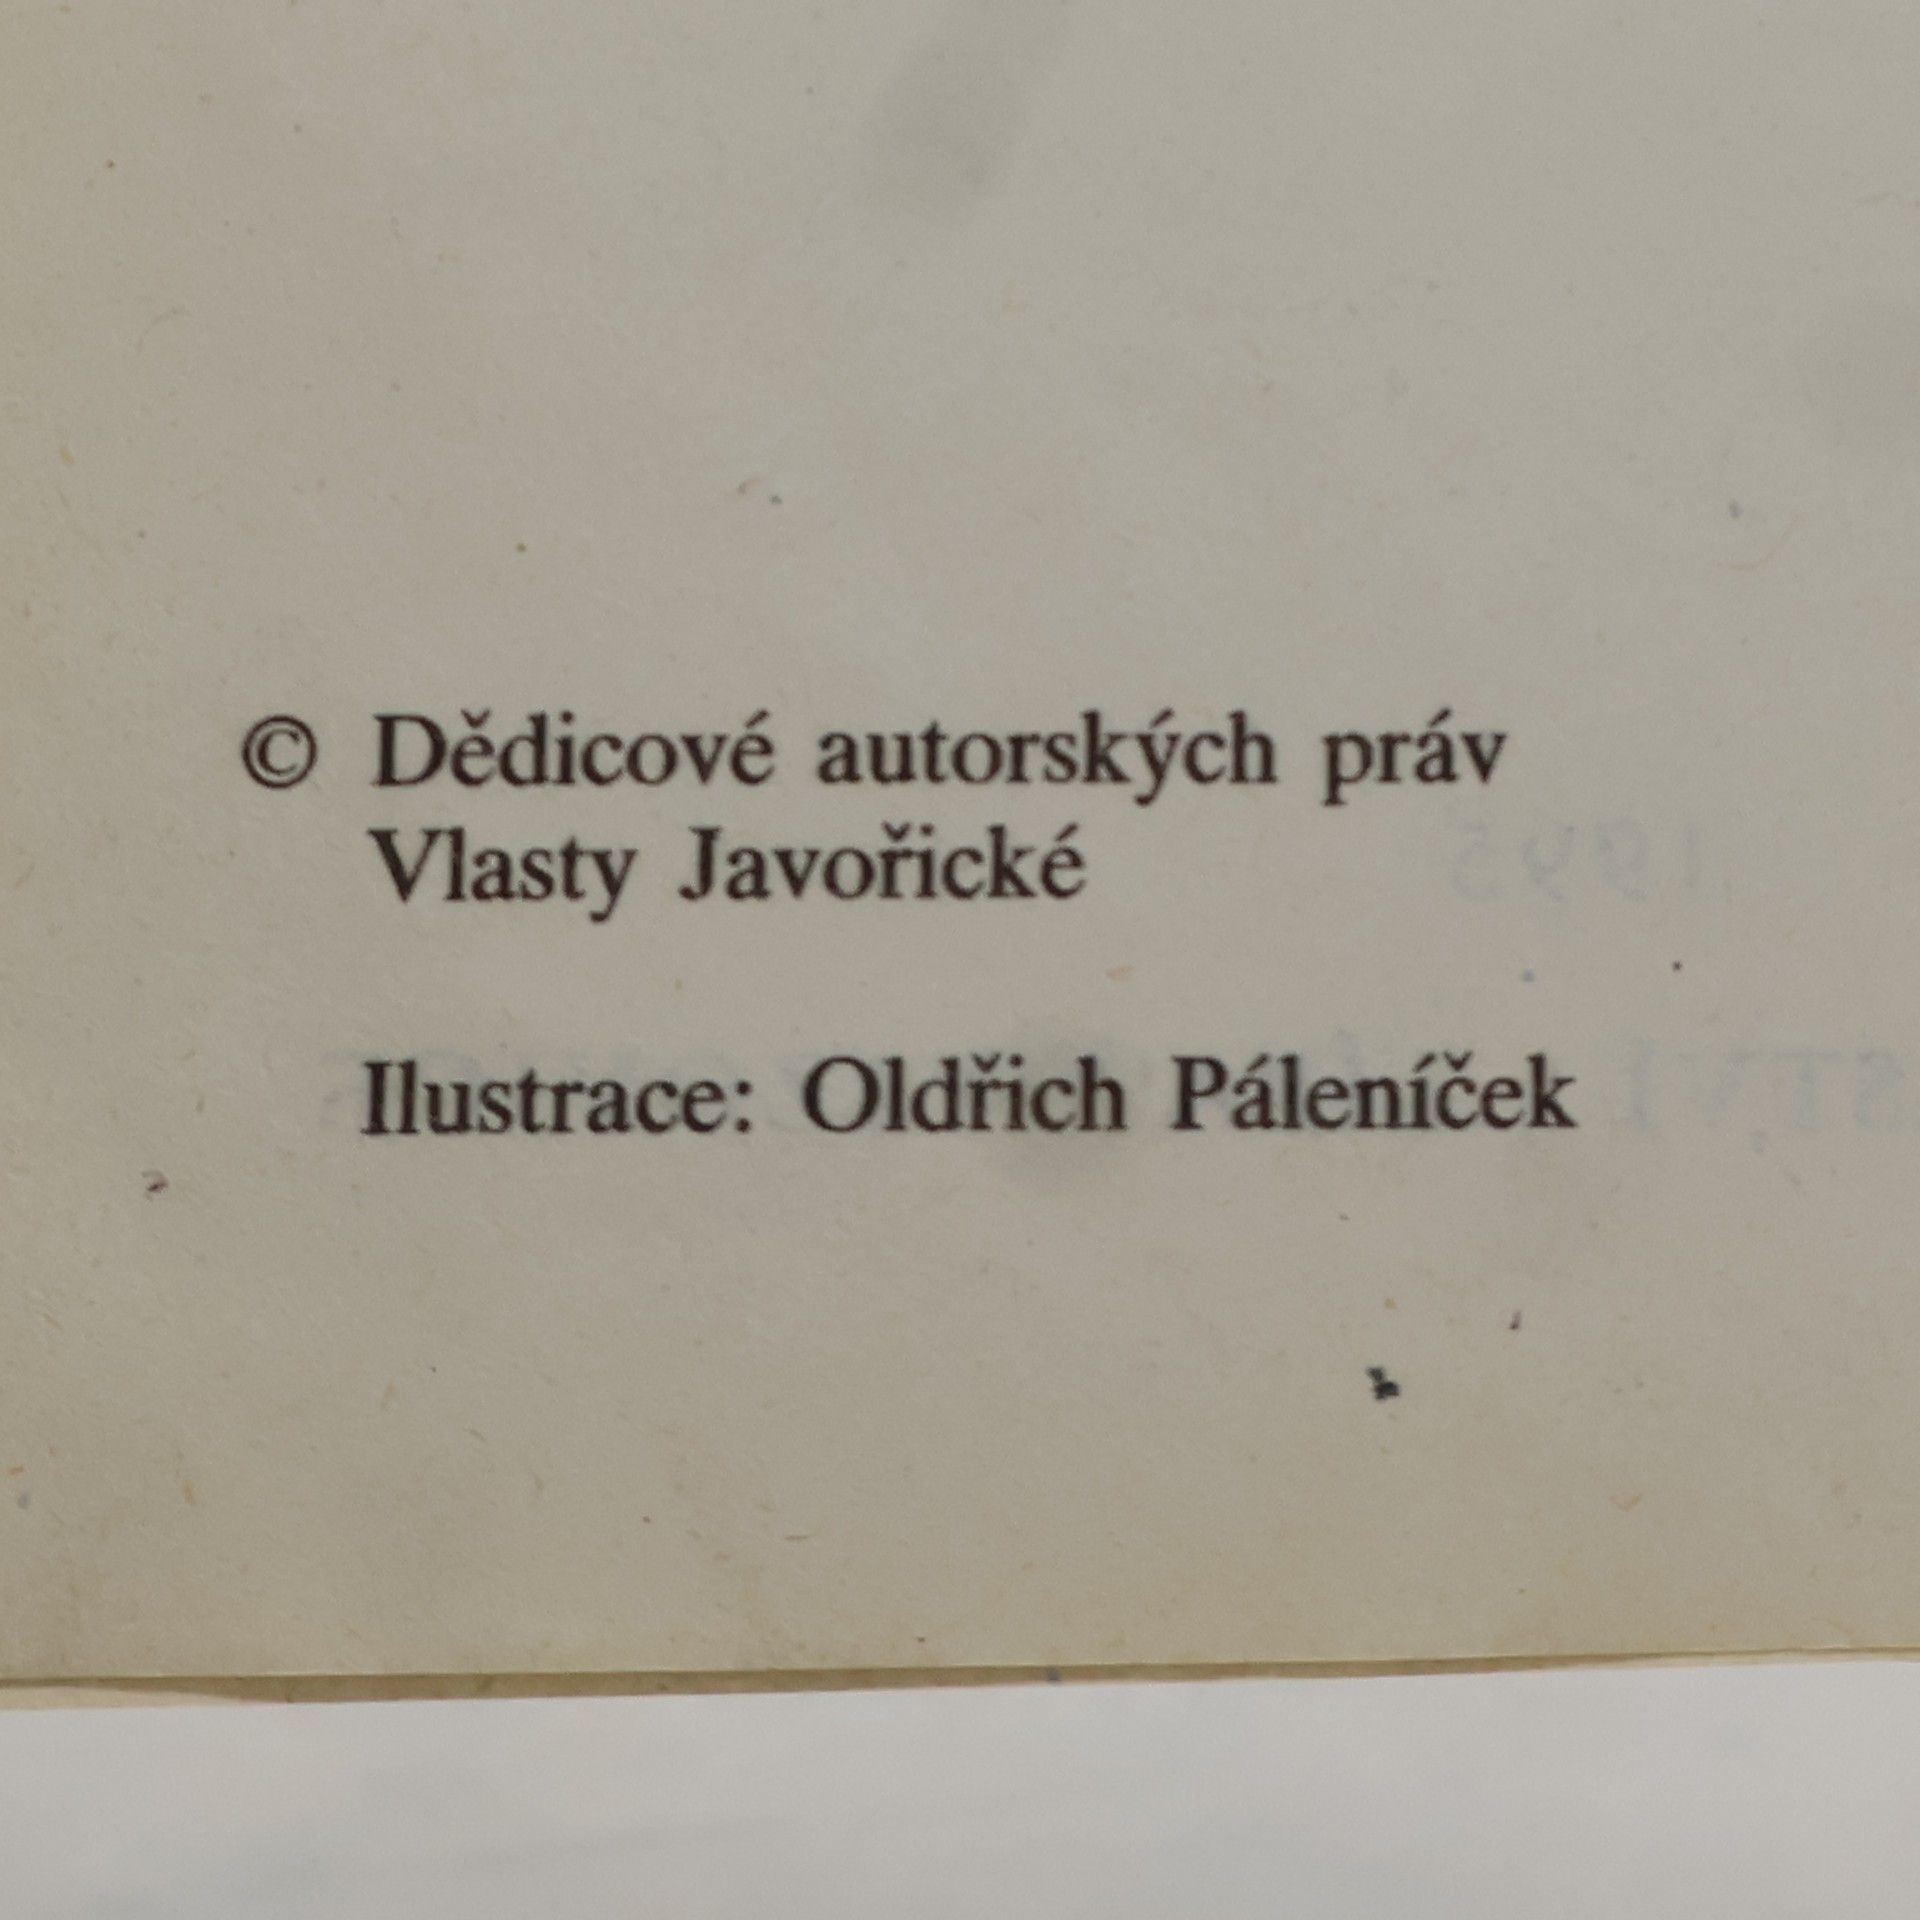 © Dědicové autorských práv
Vlasty Javořické
Ilustrace: Oldřich Páleníček